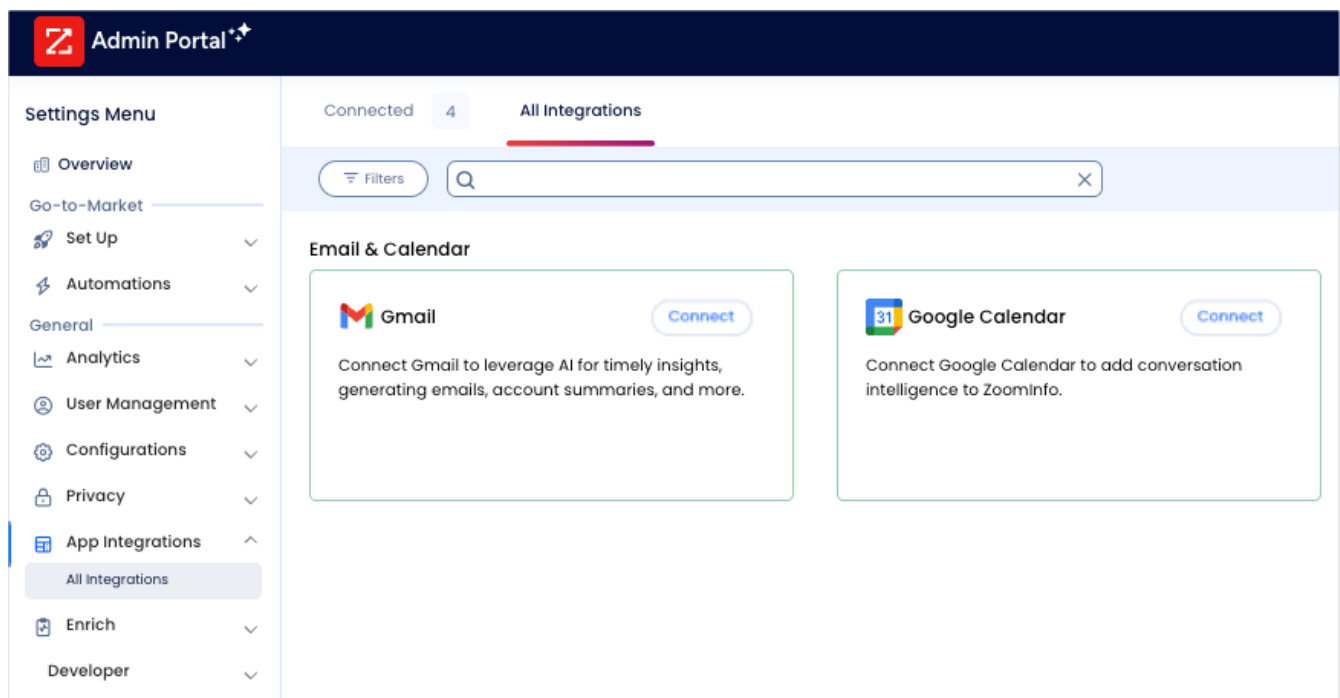 Admin Portal
Settings Menu
Overview
Go-to-Market
Set Up
Automations
General
Analytics
User Management
Configurations
Privacy
App Integrations
All Integrations
Enrich
Developer
Connected 4 All Integrations
Filters
Email & Calendar
Gmail Connect
Connect Gmail to leverage AI for timely insights,
generating emails, account summaries, and more.
31 Google Calendar Connect
Connect Google Calendar to add conversation
intelligence to ZoomInfo.